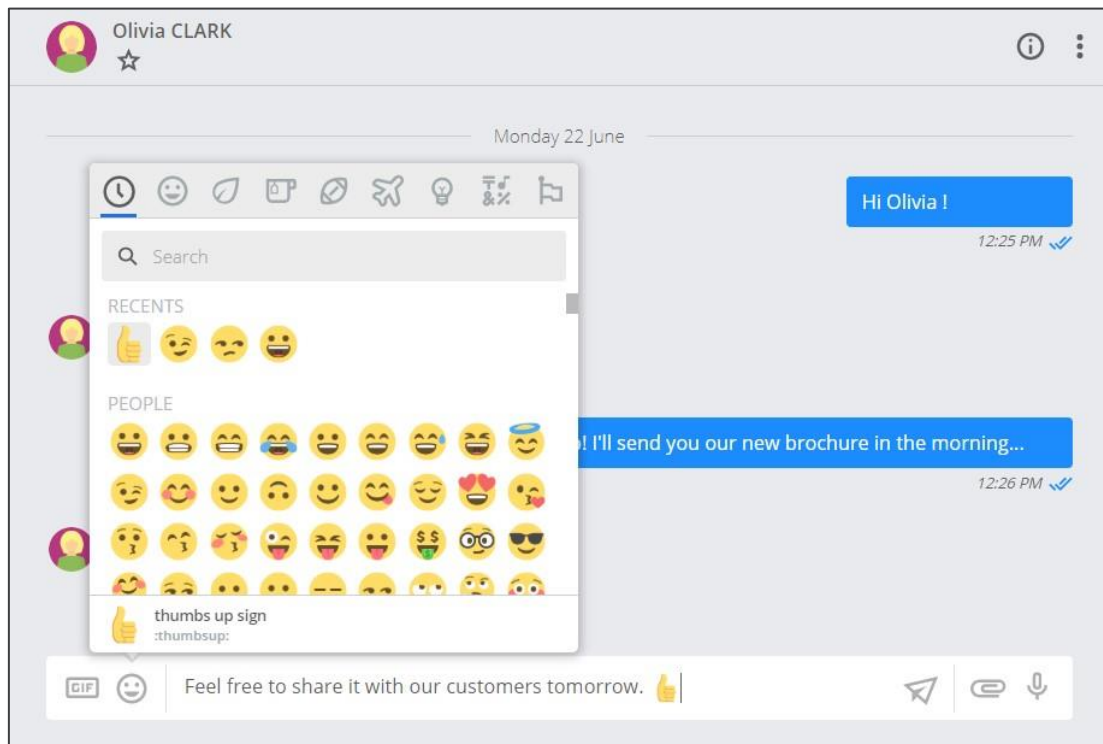 Olivia CLARK
Monday 22 June
Hi Olivia !
12:25 PM
Search
RECENTS
PEOPLE
! I'll send you our new brochure in the morning...
12:26 PM
thumbs up sign
:thumbsup:
GIF
Feel free to share it with our customers tomorrow. 👍